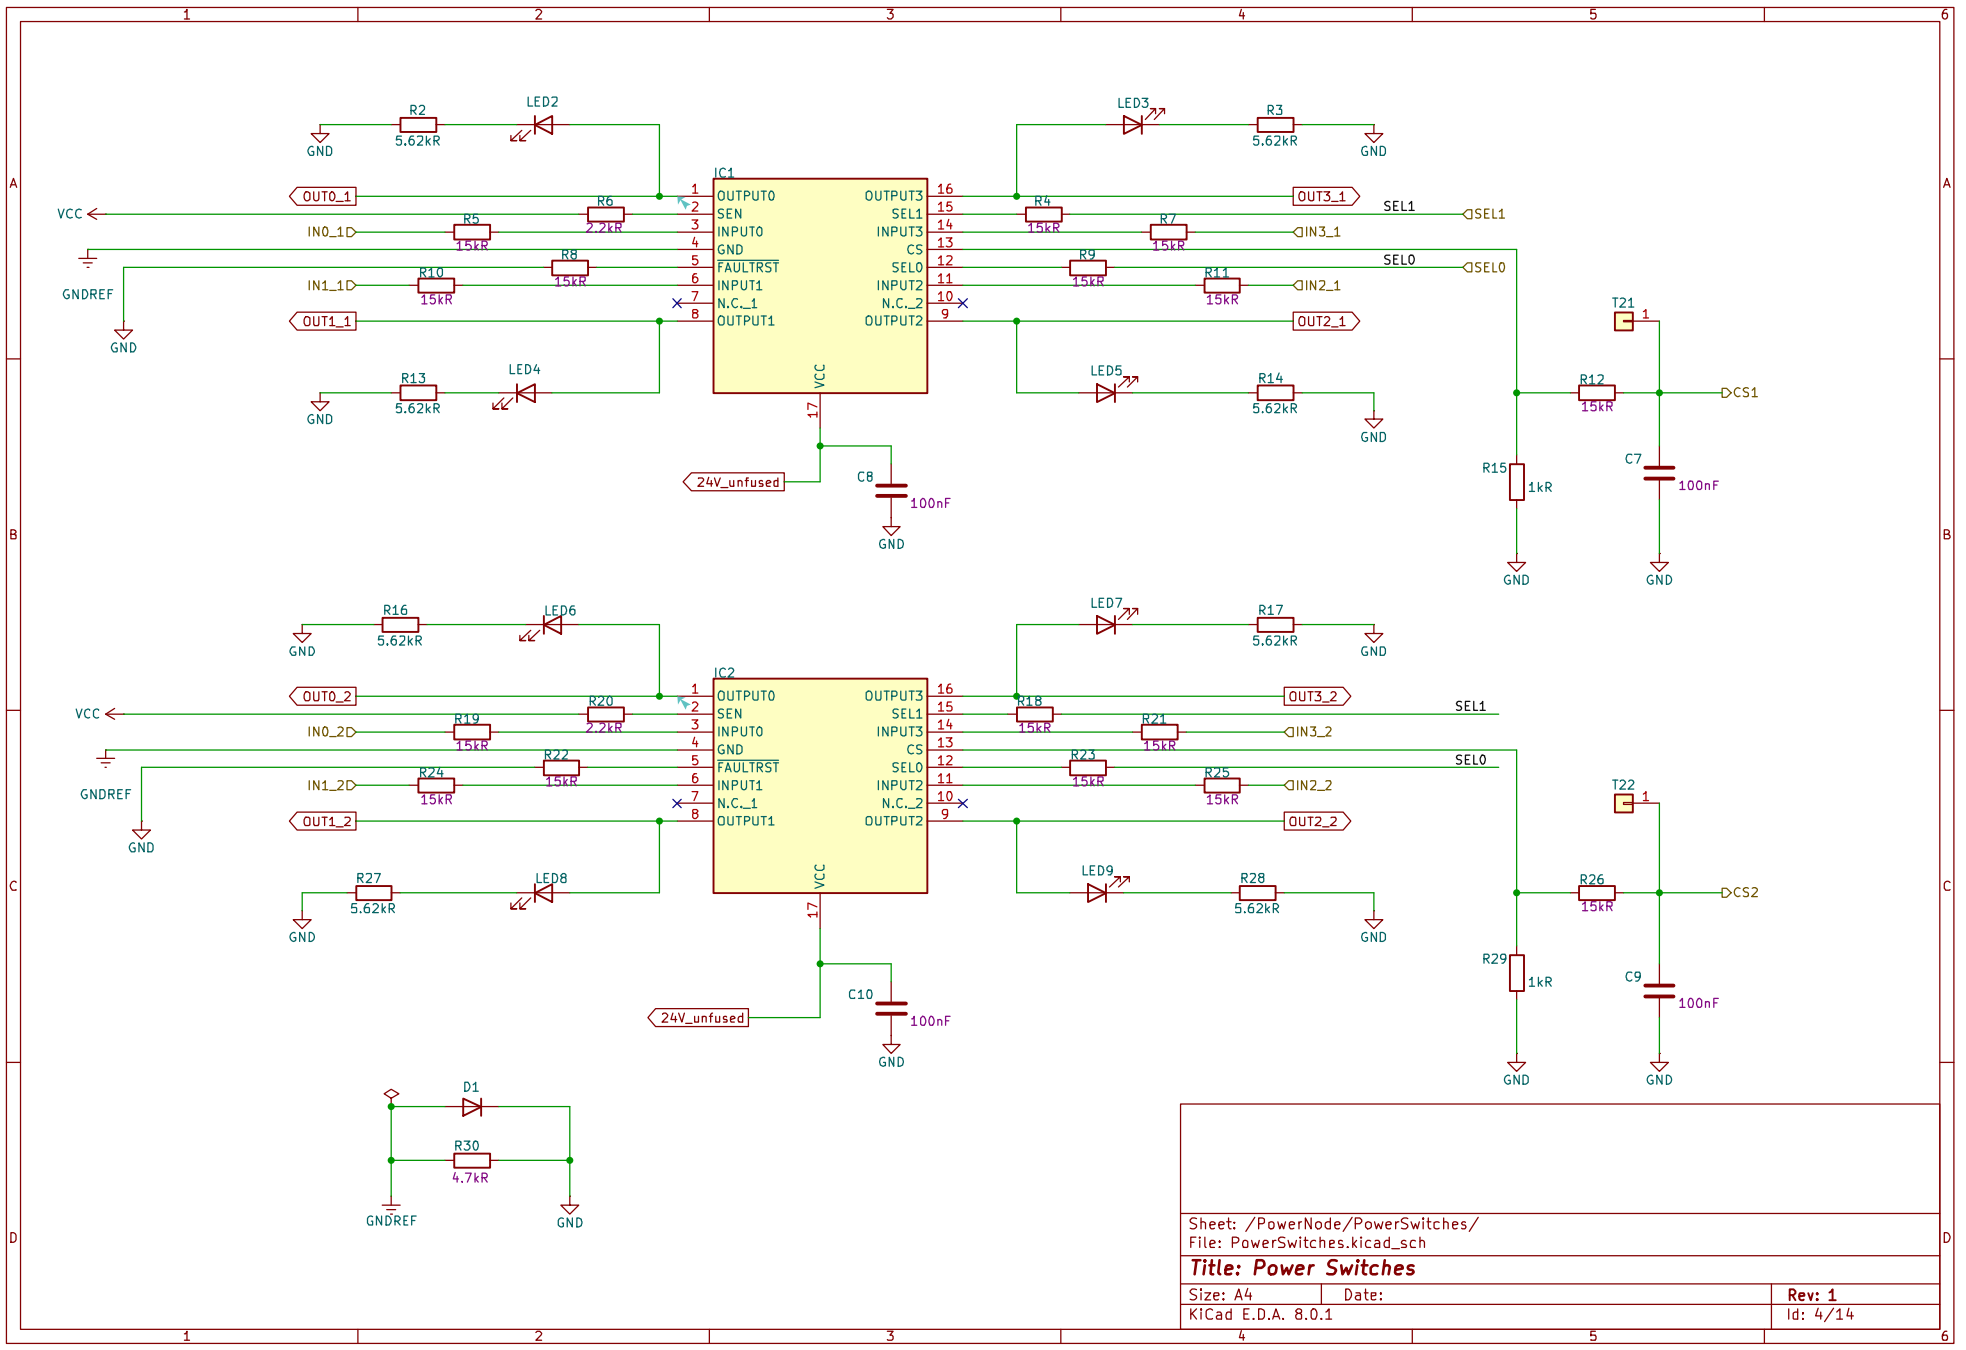 1 2 3 4 5 6
A A
B B
C C
D D
R2
5.62kR
LED2
GND
LED3
R3
5.62kR
GND
IC1
OUT0_1
VCC
R6
2.2kR
R5
15kR
IN0_1
R8
15kR
R10
15kR
IN1_1
GNDREF
OUT1_1
GND
1 OUTPUT0
2 SEN
3 INPUT0
4 GND
5 FAULTRST
6 INPUT1
7 N.C._1
8 OUTPUT1
OUTPUT3 16
SEL1 15
INPUT3 14
CS 13
SEL0 12
INPUT2 11
N.C._2 10
OUTPUT2 9
VCC
17
OUT3_1
R4
15kR
SEL1
SEL1
R7
15kR
IN3_1
R9
15kR
SEL0
SEL0
R11
15kR
IN2_1
OUT2_1
T21
1
R13
5.62kR
LED4
GND
LED5
R14
5.62kR
GND
R12
15kR
CS1
24V_unfused
C8
100nF
GND
R15
1kR
GND
C7
100nF
GND
R16
5.62kR
LED6
GND
LED7
R17
5.62kR
GND
IC2
OUT0_2
VCC
R20
2.2kR
R19
15kR
IN0_2
R22
15kR
R24
15kR
IN1_2
GNDREF
OUT1_2
GND
1 OUTPUT0
2 SEN
3 INPUT0
4 GND
5 FAULTRST
6 INPUT1
7 N.C._1
8 OUTPUT1
OUTPUT3 16
SEL1 15
INPUT3 14
CS 13
SEL0 12
INPUT2 11
N.C._2 10
OUTPUT2 9
VCC
17
OUT3_2
R18
15kR
SEL1
R21
15kR
IN3_2
R23
15kR
SEL0
R25
15kR
IN2_2
OUT2_2
T22
1
R27
5.62kR
LED8
GND
LED9
R28
5.62kR
GND
R26
15kR
CS2
24V_unfused
C10
100nF
GND
R29
1kR
GND
C9
100nF
GND
D1
R30
4.7kR
GNDREF
GND
Sheet: /PowerNode/PowerSwitches/
File: PowerSwitches.kicad_sch
Title: Power Switches
Size: A4 Date: Rev: 1
KiCad E.D.A. 8.0.1 Id: 4/14
1 2 3 4 5 6